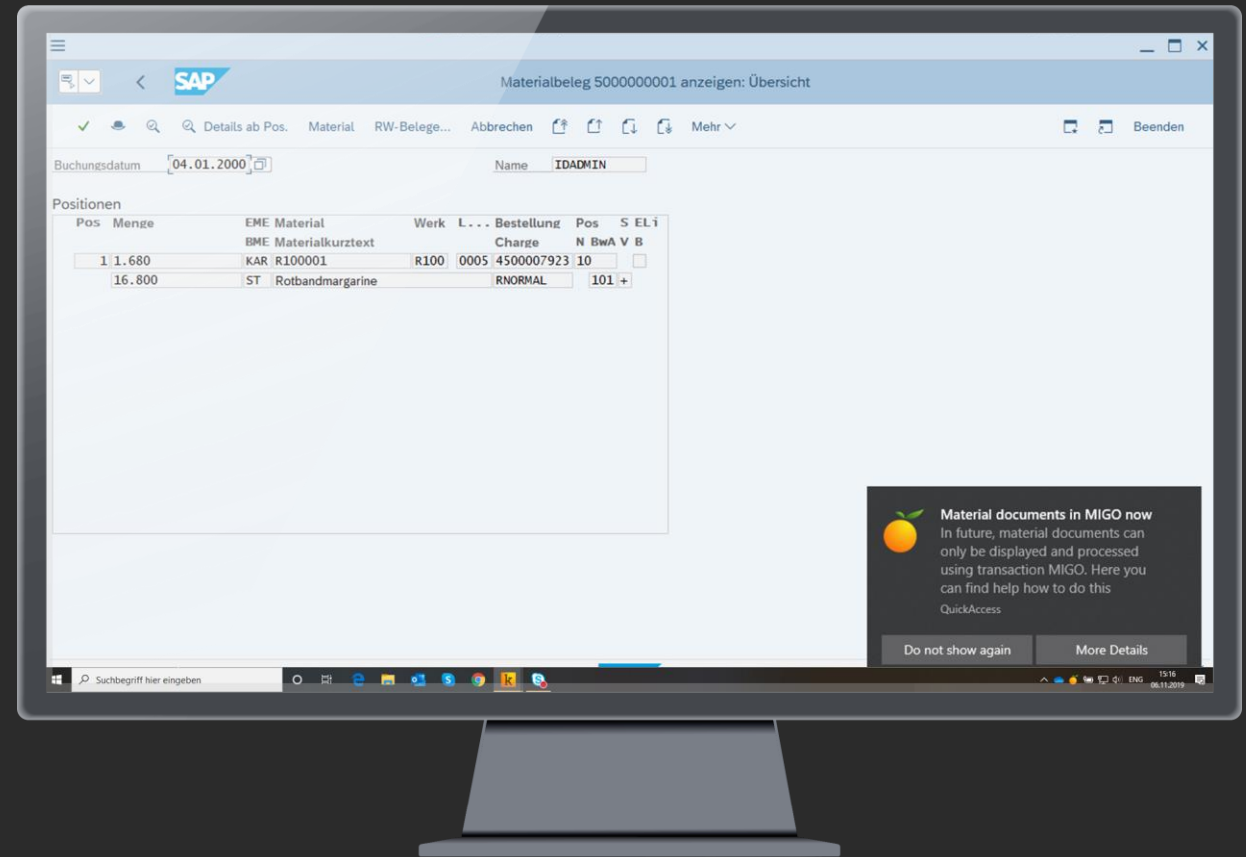 SAP
Materialbeleg 5000000001 anzeigen: Übersicht
Details ab Pos. Material RW-Belege... Abbrechen Mehr Beenden
Buchungsdatum 04.01.2000 Name IDADMIN
Positionen
Pos Menge EME Material Werk L... Bestellung Pos S ELi
BME Materialkurztext Charge N BwA V B
1 1.680 KAR R100001 R100 0005 4500007923 10
16.800 ST Rotbandmargarine RNORMAL 101 +
Material documents in MIGO now
In future, material documents can
only be displayed and processed
using transaction MIGO. Here you
can find help how to do this
QuickAccess
Do not show again More Details
Suchbegriff hier eingeben k ENG 15:16
06.11.2019